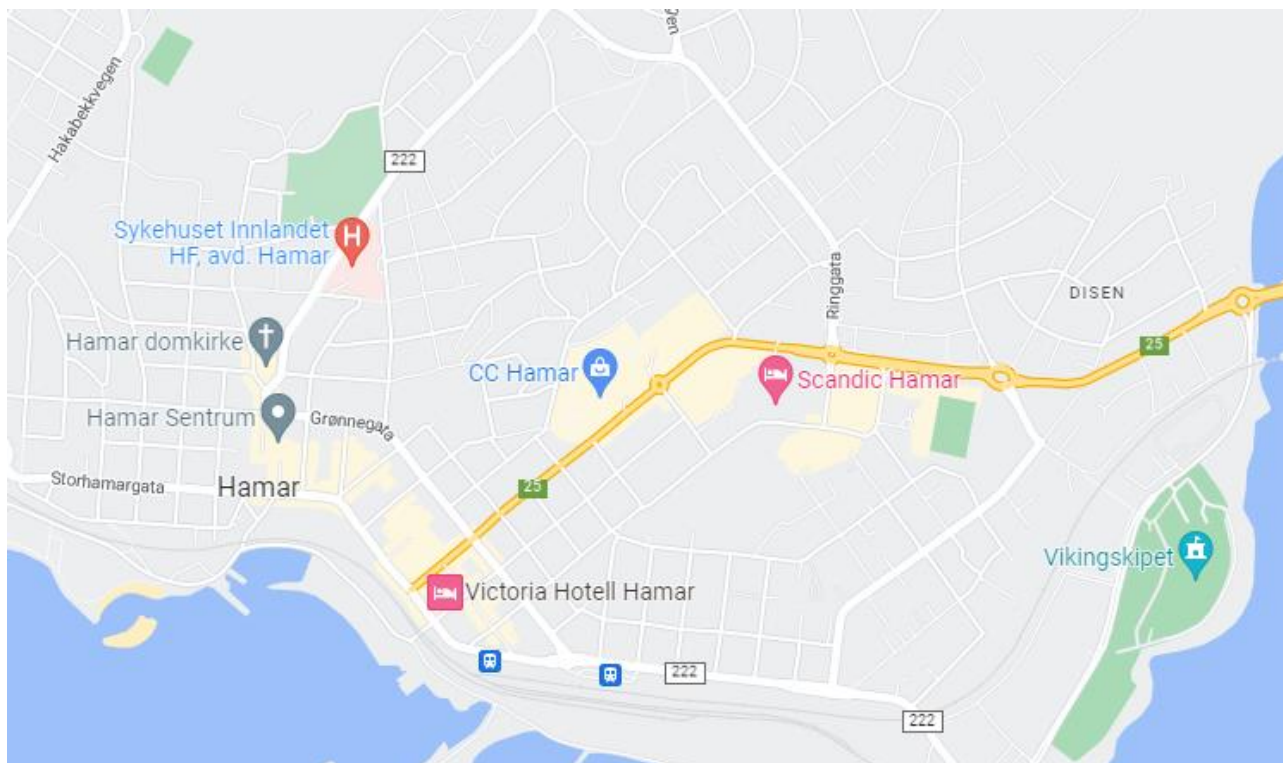 Hakabekkvegen
222
Sykehuset Innlandet
HF, avd. Hamar
H
Ringgata
DISEN
25
Hamar domkirke
CC Hamar
Scandic Hamar
Hamar Sentrum
Grønnegata
Storhamargata
Hamar
25
Vikingskipet
Victoria Hotell Hamar
222
222